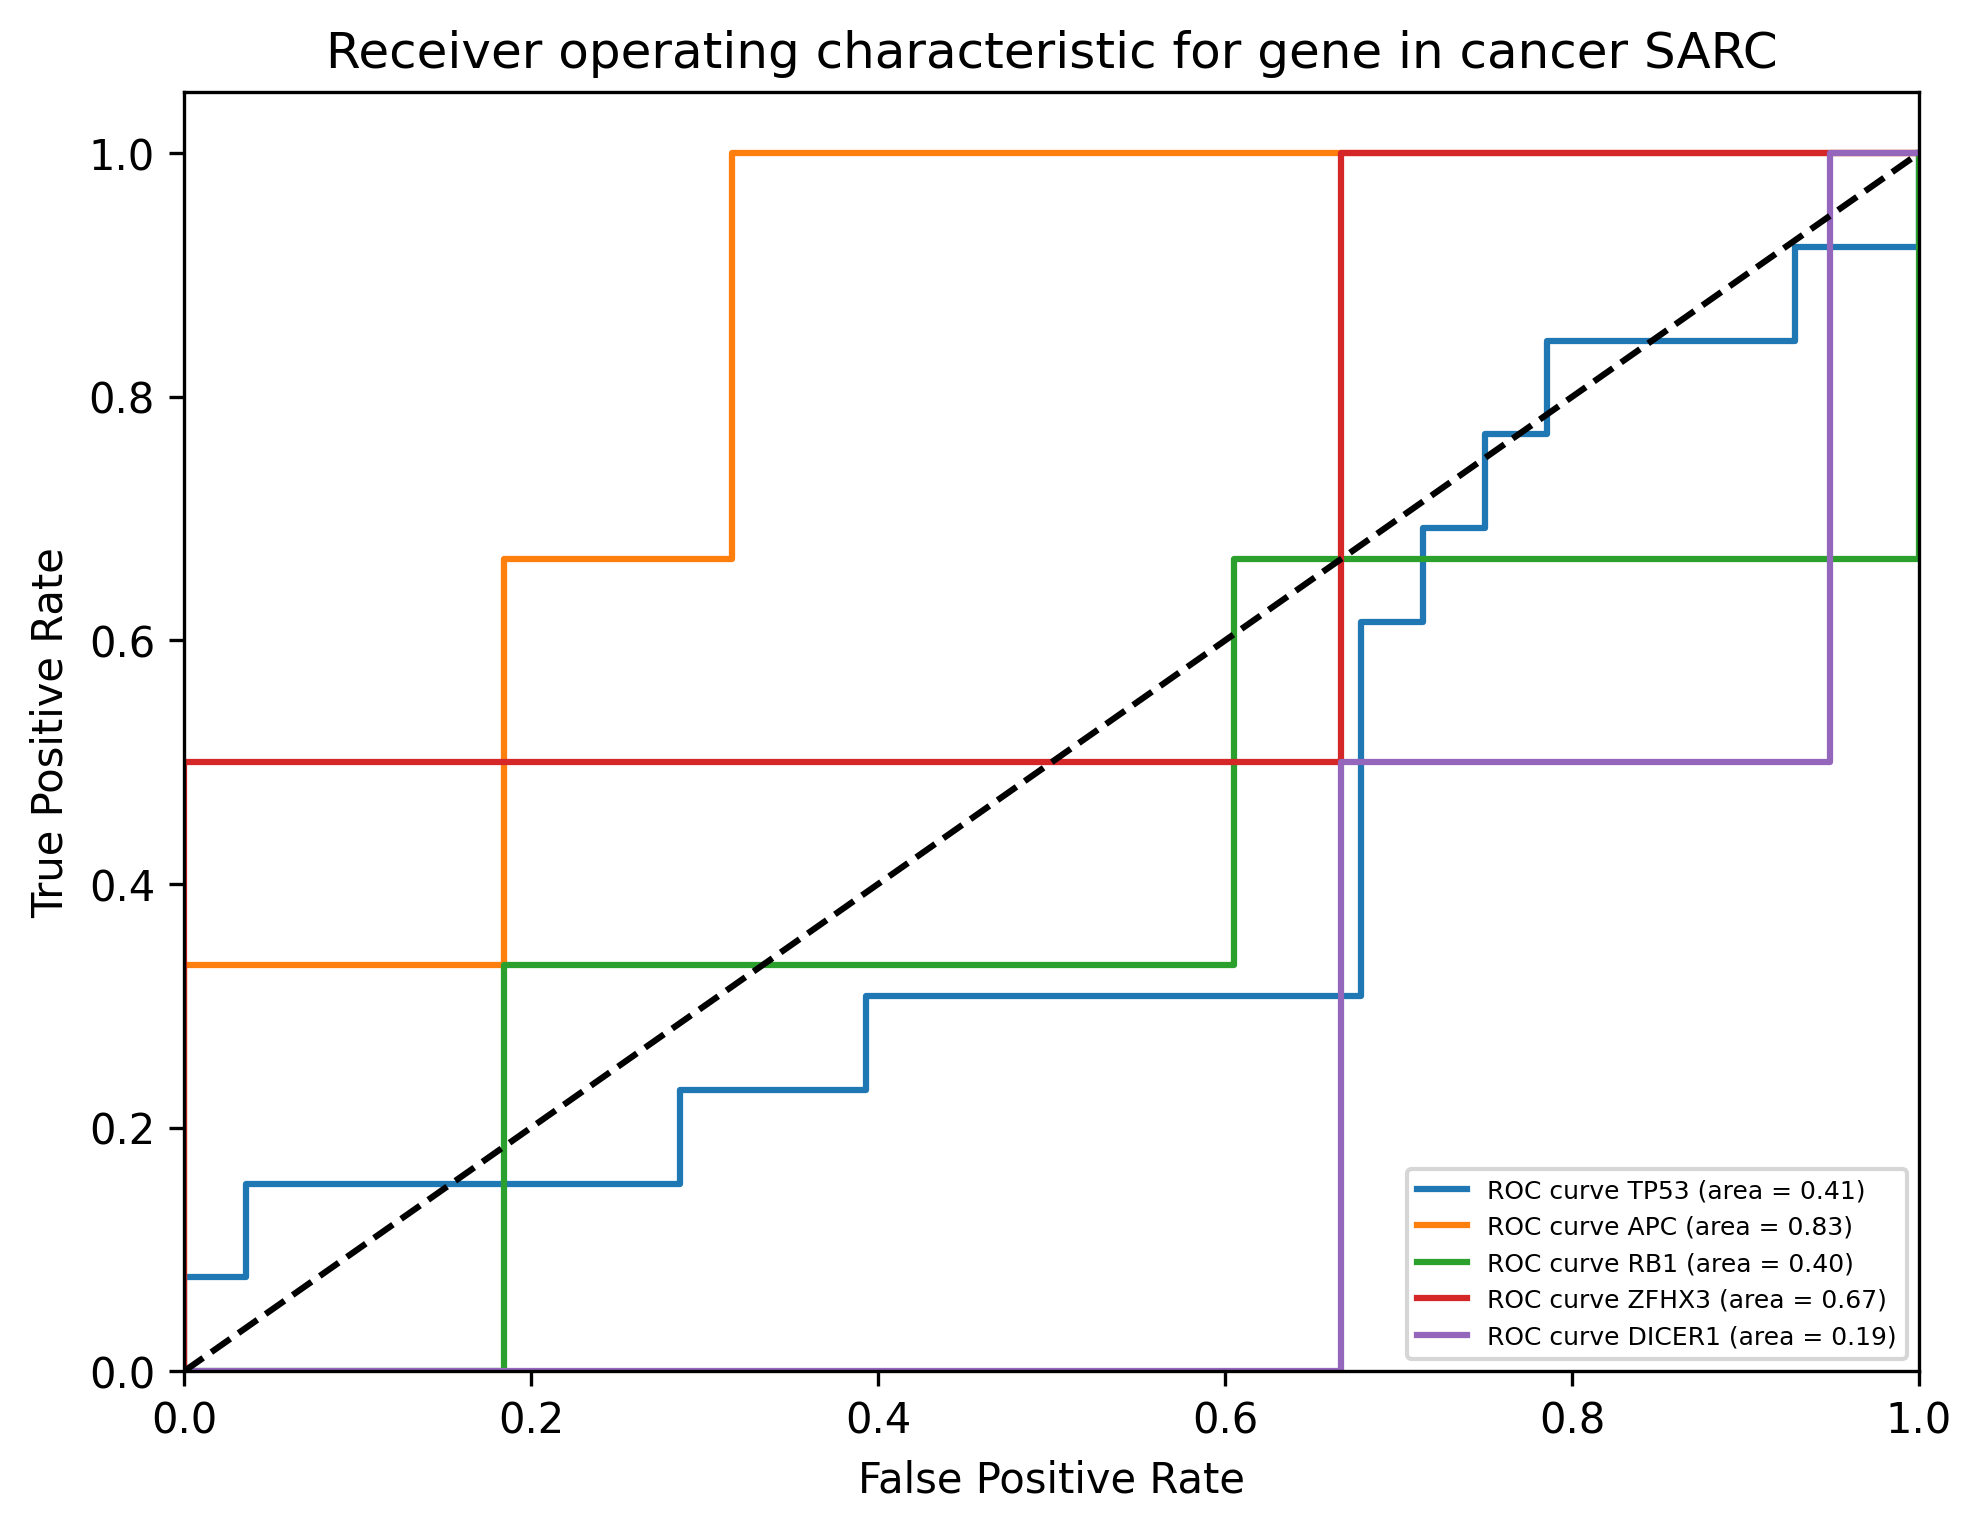 Receiver operating characteristic for gene in cancer SARC
True Positive Rate
1.0
0.8
0.6
0.4
0.2
0.0
ROC curve TP53 (area = 0.41)
ROC curve APC (area = 0.83)
ROC curve RB1 (area = 0.40)
ROC curve ZFHX3 (area = 0.67)
ROC curve DICER1 (area = 0.19)
0.0 0.2 0.4 0.6 0.8 1.0
False Positive Rate